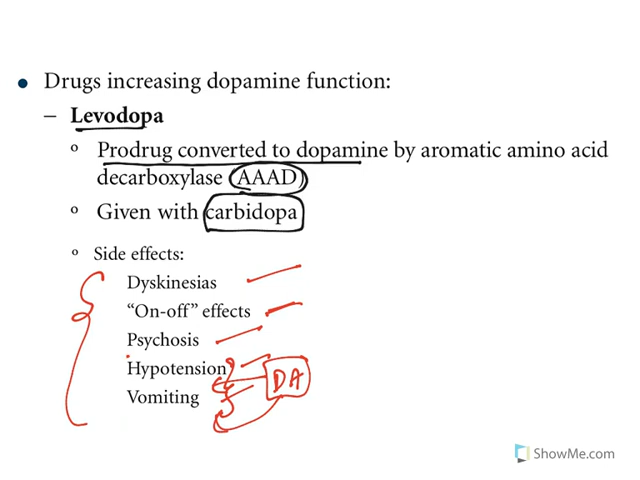 • Drugs increasing dopamine function:
– Levodopa
º Prodrug converted to dopamine by aromatic amino acid
decarboxylase (AAAD)
º Given with carbidopa
º Side effects:
Dyskinesias
“On-off” effects
Psychosis
Hypotension
DA
Vomiting
ShowMe.com